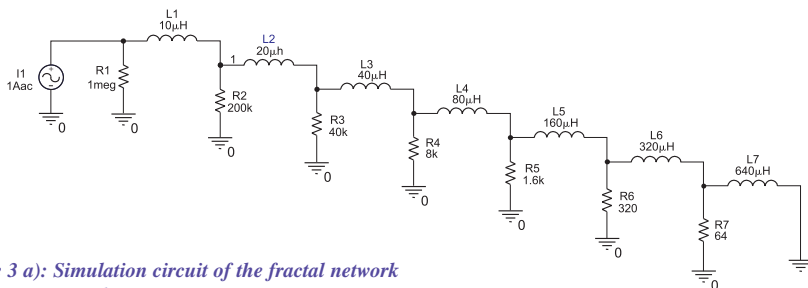 L1
10µH
L2
20µh
L3
40µH
L4
80µH
L5
160µH
L6
320µH
L7
640µH
I1
1Aac
R1
1meg
1
R2
200k
R3
40k
R4
8k
R5
1.6k
R6
320
R7
64
0
0
0
0
0
0
0
0
3 a): Simulation circuit of the fractal network